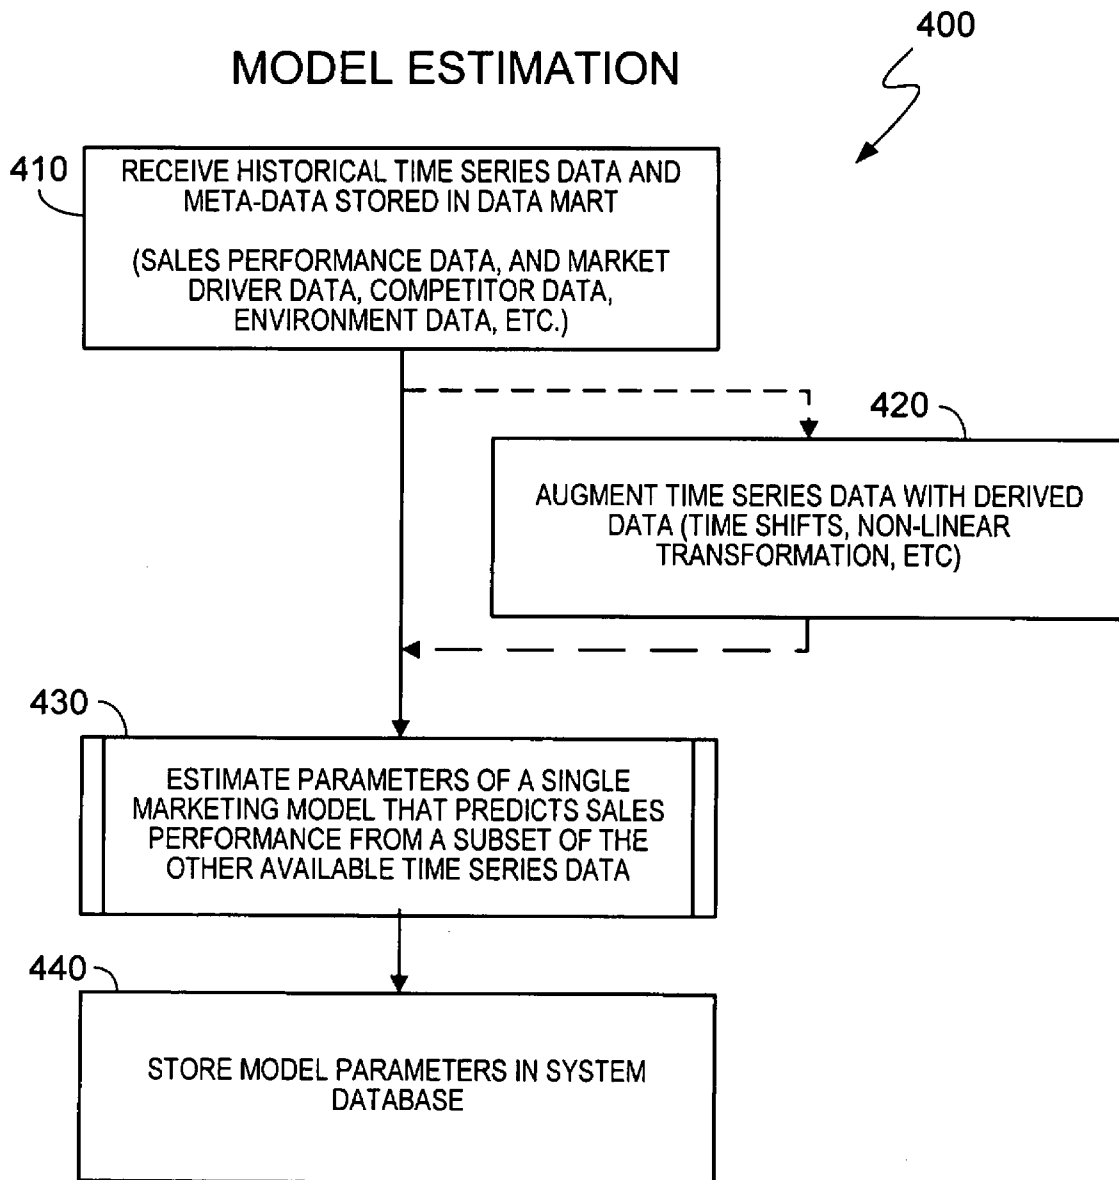 400
MODEL ESTIMATION
410
RECEIVE HISTORICAL TIME SERIES DATA AND
META-DATA STORED IN DATA MART
(SALES PERFORMANCE DATA, AND MARKET
DRIVER DATA, COMPETITOR DATA,
ENVIRONMENT DATA, ETC.)
420
AUGMENT TIME SERIES DATA WITH DERIVED
DATA (TIME SHIFTS, NON-LINEAR
TRANSFORMATION, ETC)
430
ESTIMATE PARAMETERS OF A SINGLE
MARKETING MODEL THAT PREDICTS SALES
PERFORMANCE FROM A SUBSET OF THE
OTHER AVAILABLE TIME SERIES DATA
440
STORE MODEL PARAMETERS IN SYSTEM
DATABASE